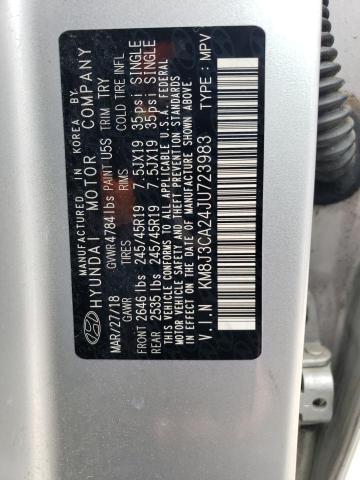 MANUFACTURED IN KOREA BY
HYUNDAI MOTOR COMPANY
MAR/27/18 GVWR4784lbs PAINT U5S TRIM TRY
GAWR TIRES RIMS COLD TIRE INFL.
FRONT 2646 lbs 245/45R19 7.5JX19 35psi SINGLE
REAR 2535 lbs 245/45R19 7.5JX19 35psi SINGLE
THIS VEHICLE CONFORMS TO ALL APPLICABLE U.S.A. FEDERAL
MOTOR VEHICLE SAFETY, BUMPER, AND THEFT PREVENTION STANDARDS
IN EFFECT ON THE DATE OF MANUFACTURE SHOWN ABOVE.
V.I.N KM8J3CA24JU723983 TYPE : MPV